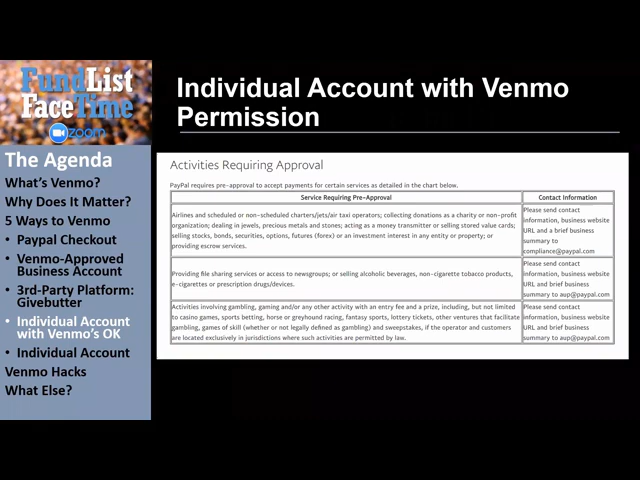 FundList
FaceTime
zoom
The Agenda
What's Venmo?
Why Does It Matter?
5 Ways to Venmo
• Paypal Checkout
• Venmo-Approved
Business Account
• 3rd-Party Platform:
Givebutter
• Individual Account
with Venmo's OK
• Individual Account
Venmo Hacks
What Else?
Individual Account with Venmo
Permission
Activities Requiring Approval
PayPal requires pre-approval to accept payments for certain services as detailed in the chart below.
Service Requiring Pre-Approval
Contact Information
Airlines and scheduled or non-scheduled charters/jets/air taxi operators; collecting donations as a charity or non-profit
organization; dealing in jewels, precious metals and stones; acting as a money transmitter or selling stored value cards;
selling stocks, bonds, securities, options, futures (forex) or an investment interest in any entity or property; or
providing escrow services.
Please send contact
information, business website
URL and a brief business
summary to
compliance@paypal.com
Providing file sharing services or access to newsgroups; or selling alcoholic beverages, non-cigarette tobacco products,
e-cigarettes or prescription drugs/devices.
Please send contact
information, business website
URL and brief business
summary to aup@paypal.com
Activities involving gambling, gaming and/or any other activity with an entry fee and a prize, including, but not limited
to casino games, sports betting, horse or greyhound racing, fantasy sports, lottery tickets, other ventures that facilitate
gambling, games of skill (whether or not legally defined as gambling) and sweepstakes, if the operator and customers
are located exclusively in jurisdictions where such activities are permitted by law.
Please send contact
information, business website
URL and brief business
summary to aup@paypal.com